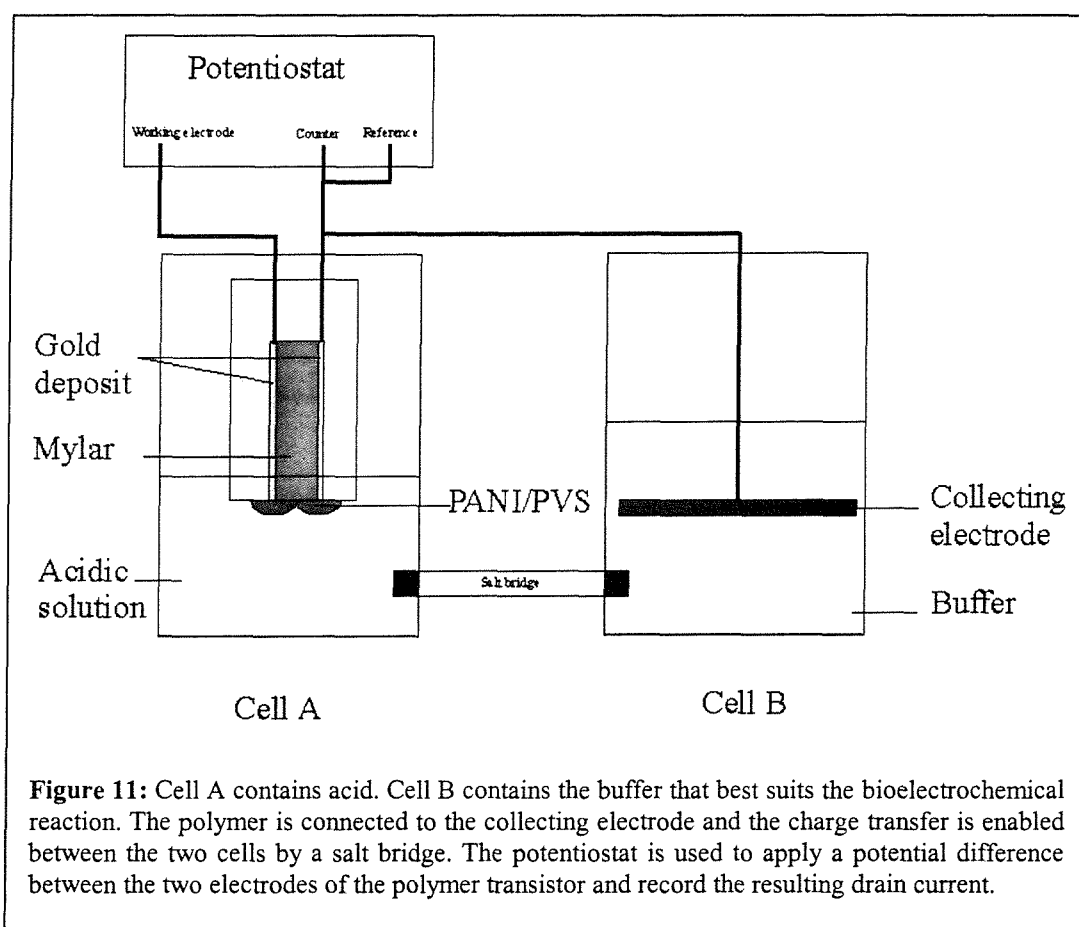 Potentiostat
Working electrode
Counter
Reference
Gold
deposit
Mylar
PANI/PVS
Collecting
electrode
Acidic
solution
Salt bridge
Buffer
Cell A
Cell B
Figure 11: Cell A contains acid. Cell B contains the buffer that best suits the bioelectrochemical
reaction. The polymer is connected to the collecting electrode and the charge transfer is enabled
between the two cells by a salt bridge. The potentiostat is used to apply a potential difference
between the two electrodes of the polymer transistor and record the resulting drain current.